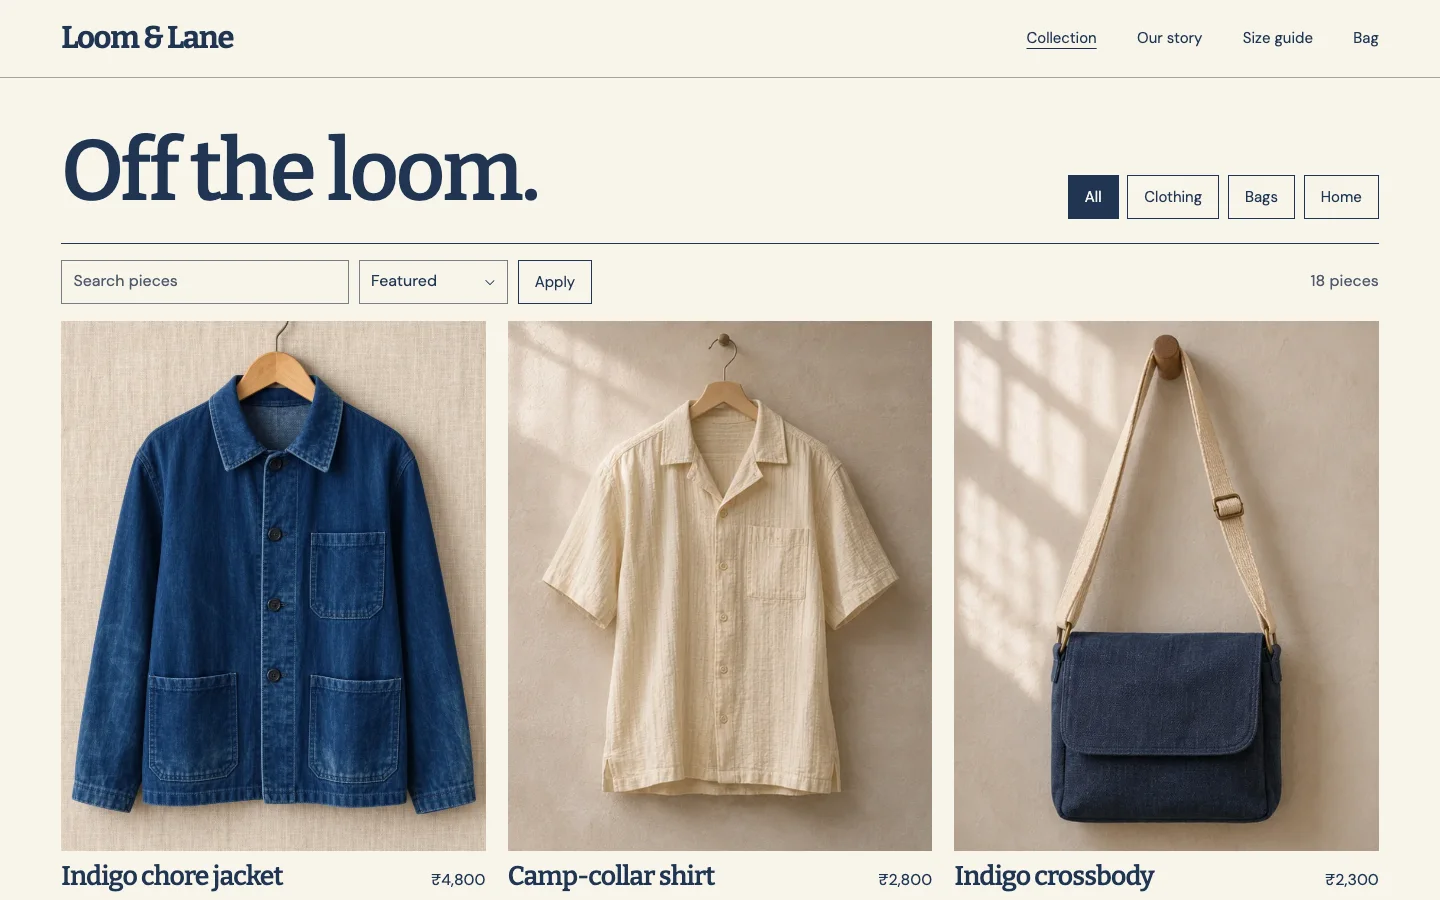 Loom & Lane
Collection Our story Size guide Bag
Off the loom.
All Clothing Bags Home
Search pieces Featured Apply 18 pieces
Indigo chore jacket ₹4,800 Camp-collar shirt ₹2,800 Indigo crossbody ₹2,300